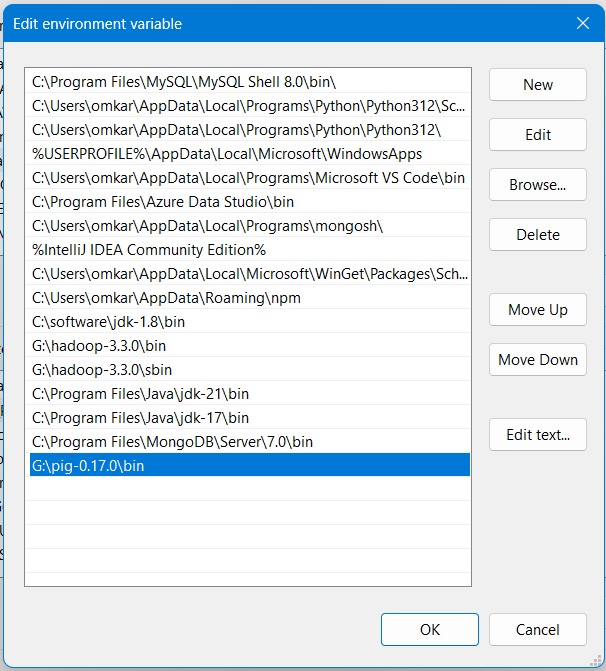 Edit environment variable
C:\Program Files\MySQL\MySQL Shell 8.0\bin\
New
C:\Users\omkar\AppData\Local\Programs\Python\Python312\Sc...
C:\Users\omkar\AppData\Local\Programs\Python\Python312\
Edit
%USERPROFILE%\AppData\Local\Microsoft\WindowsApps
C:\Users\omkar\AppData\Local\Programs\Microsoft VS Code\bin
Browse...
C:\Program Files\Azure Data Studio\bin
C:\Users\omkar\AppData\Local\Programs\mongosh\
Delete
%IntelliJ IDEA Community Edition%
C:\Users\omkar\AppData\Local\Microsoft\WinGet\Packages\Sch...
C:\Users\omkar\AppData\Roaming\npm
Move Up
C:\software\jdk-1.8\bin
G:\hadoop-3.3.0\bin
Move Down
G:\hadoop-3.3.0\sbin
C:\Program Files\Java\jdk-21\bin
C:\Program Files\Java\jdk-17\bin
Edit text...
C:\Program Files\MongoDB\Server\7.0\bin
G:\pig-0.17.0\bin
OK
Cancel